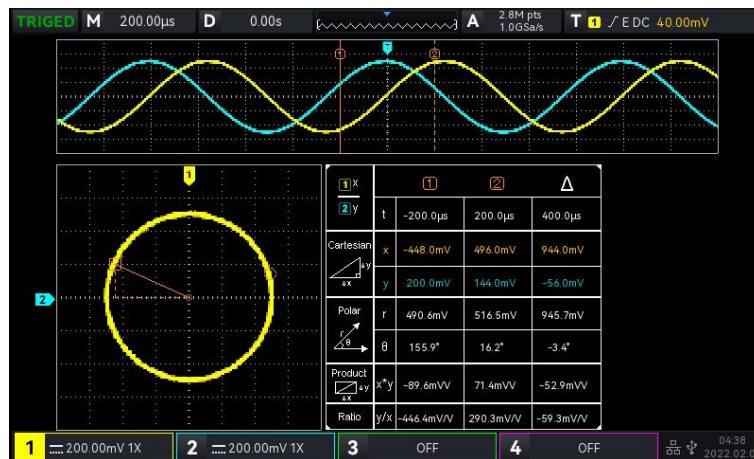 TRIGED M 200.00µs D 0.00s A 2.8M pts 1.0GSa/s T 1 E DC 40.00mV
1 2
T
1
2
1 X 1 2 Δ
2 y t -200.0µs 200.0µs 400.0µs
Cartesian x -448.0mV 496.0mV 944.0mV
▵y ▵x y 200.0mV 144.0mV -56.0mV
Polar r 490.6mV 516.5mV 945.7mV
r θ θ 155.9° 16.2° -3.4°
Product ▵y ▵x x*y -89.6mVV 71.4mVV -52.9mVV
Ratio y/x -446.4mV/V 290.3mV/V -59.3mV/V
1 200.00mV 1X 2 200.00mV 1X 3 OFF 4 OFF 04:38
2022.02.